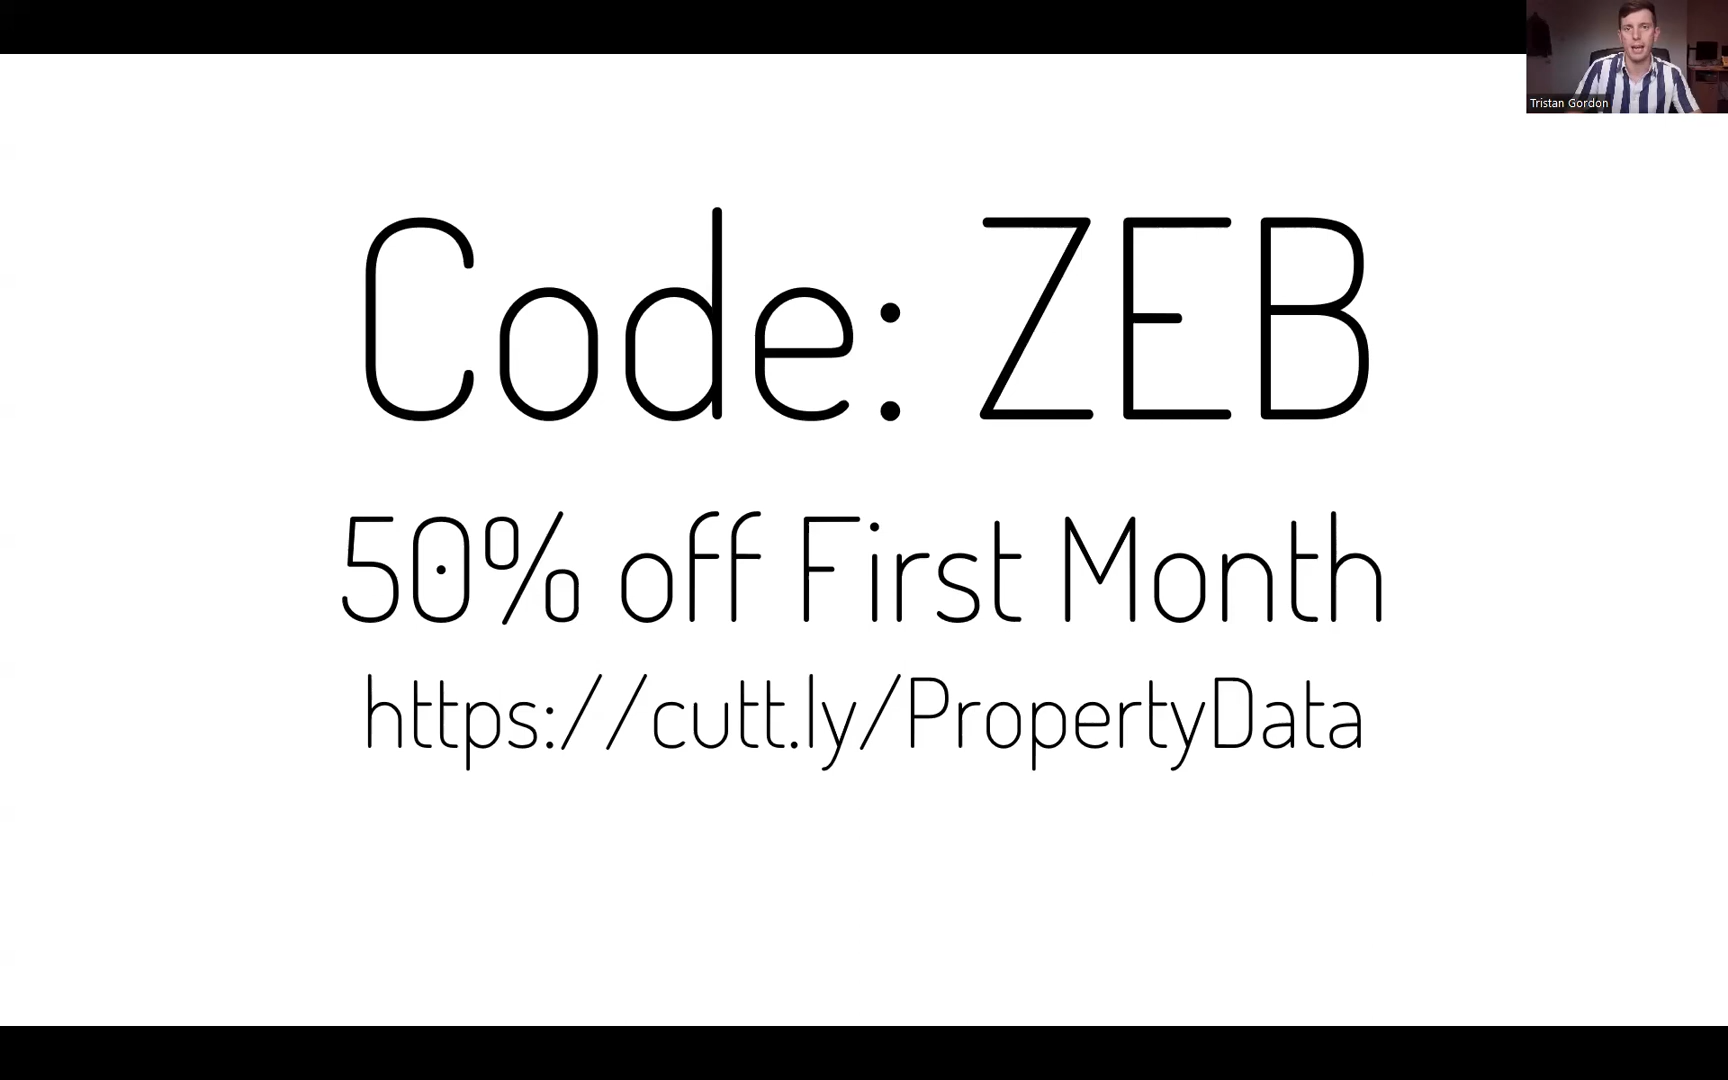 Tristan Gordon
Code: ZEB
50% off First Month
https://cutt.ly/PropertyData